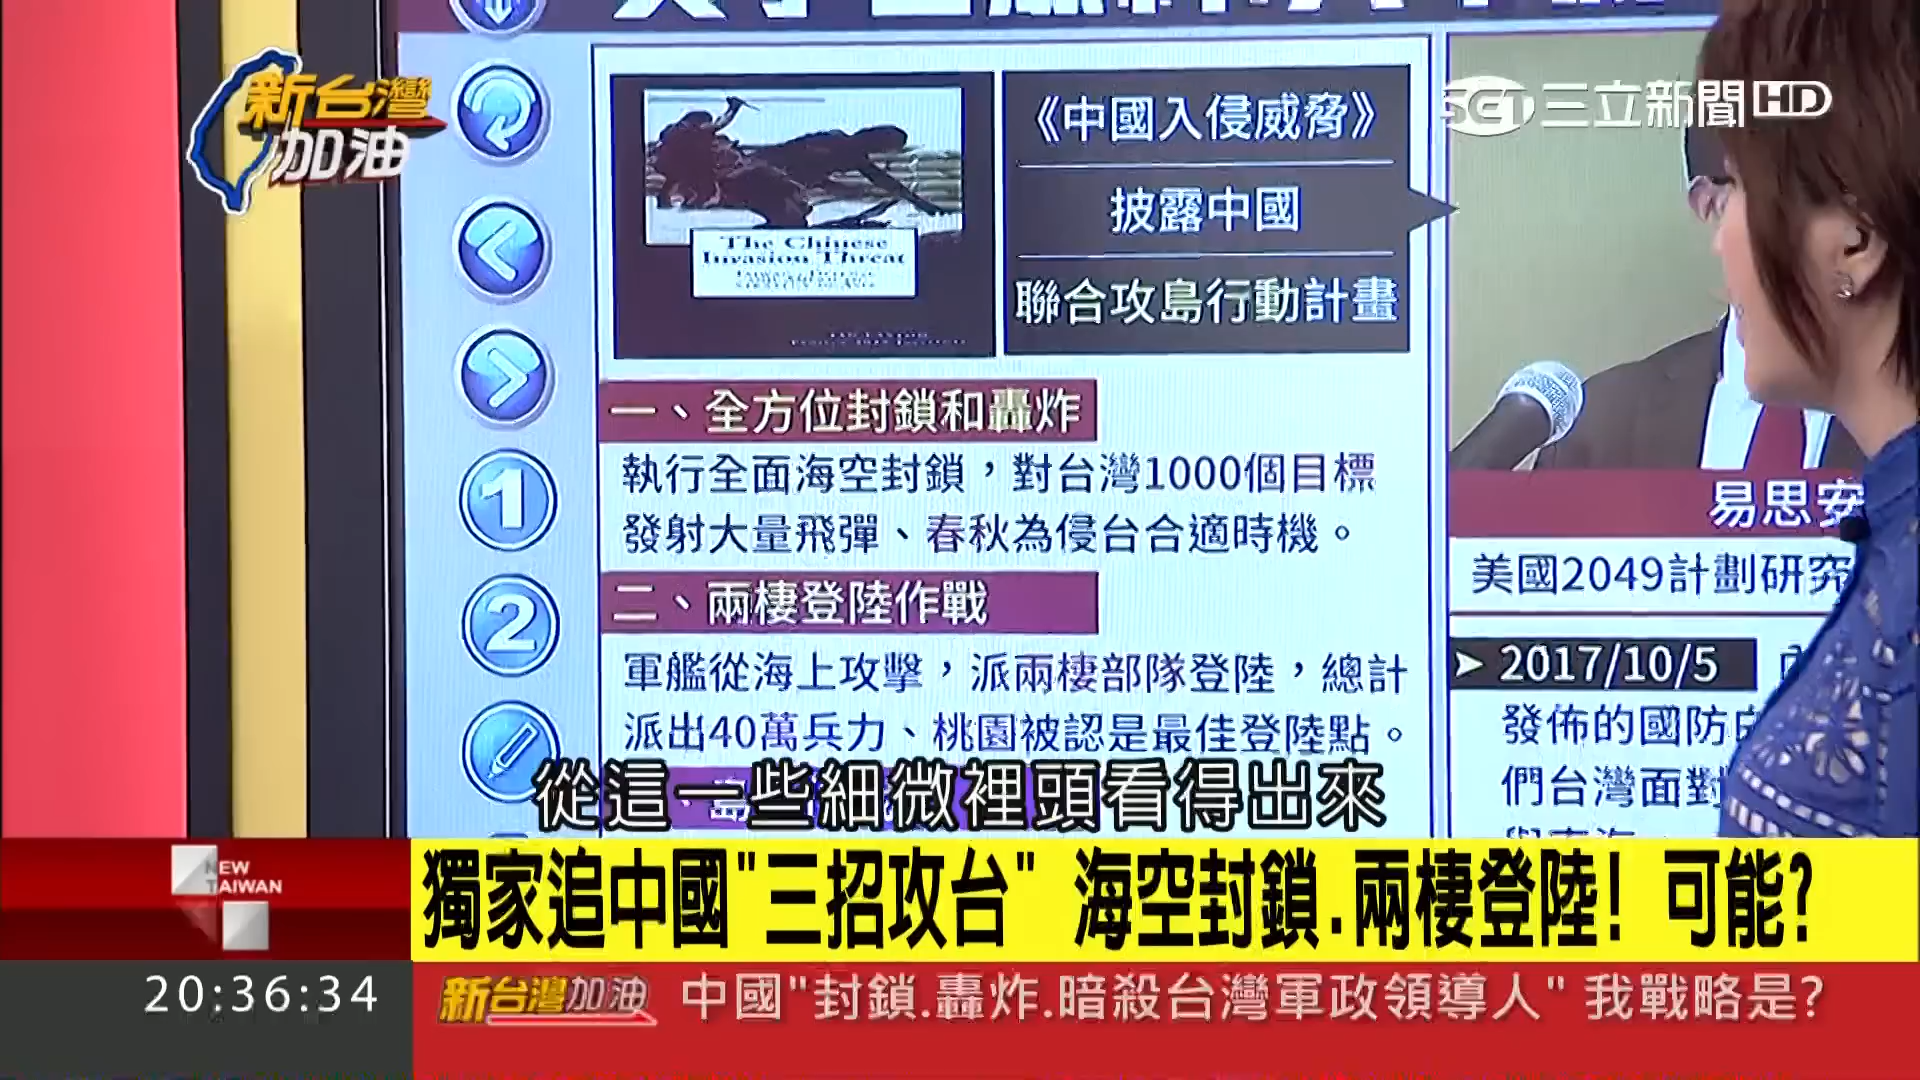 新台灣
加油
SET三立新聞HD
《中國入侵威脅》
披露中國
聯合攻島行動計畫
The Chinese
Invasion Threat
一、全方位封鎖和轟炸
執行全面海空封鎖，對台灣1000個目標
發射大量飛彈、春秋為侵台合適時機。
二、兩棲登陸作戰
軍艦從海上攻擊，派兩棲部隊登陸，總計
派出40萬兵力、桃園被認是最佳登陸點。
易思安
美國2049計劃研究
2017/10/5
發佈的國防
們台灣面對
1
2
從這一些細微裡頭看得出來
NEW
TAIWAN
獨家追中國"三招攻台" 海空封鎖.兩棲登陸! 可能?
20:36:34
新台灣加油
中國"封鎖.轟炸.暗殺台灣軍政領導人" 我戰略是?